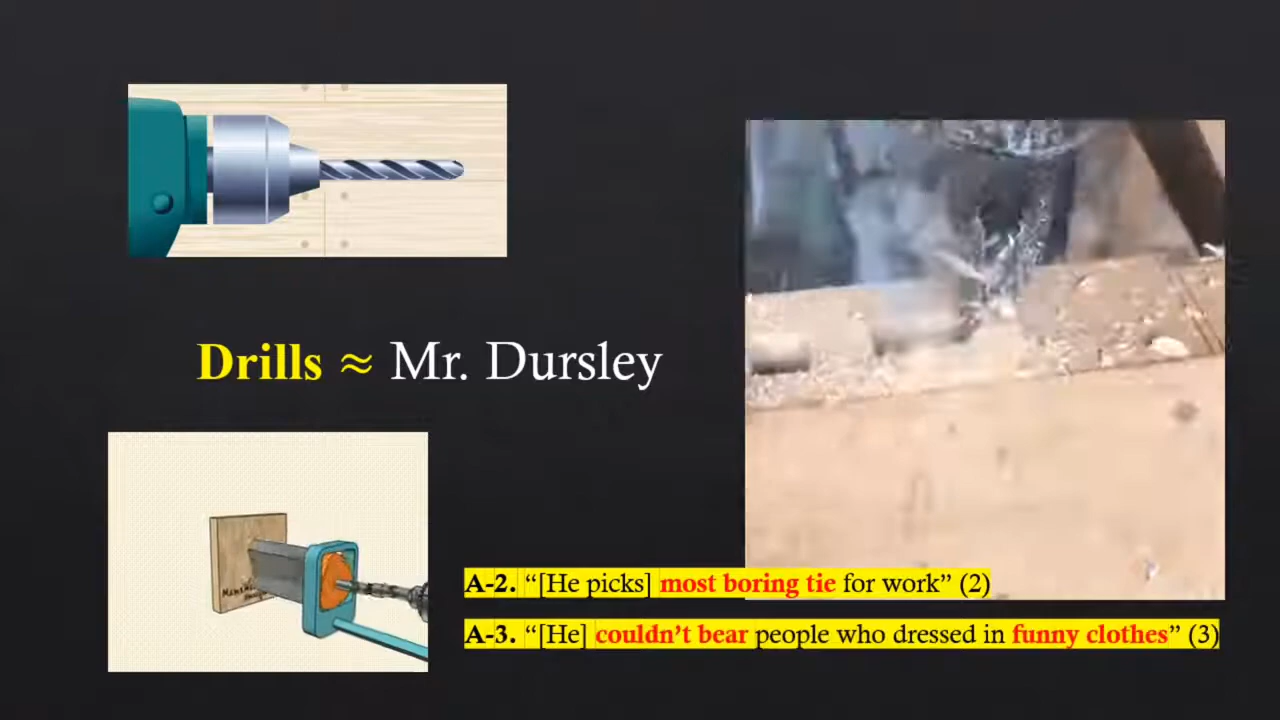 Drills ≈ Mr. Dursley
A-2. “[He picks] most boring tie for work” (2)
A-3. “[He] couldn’t bear people who dressed in funny clothes” (3)